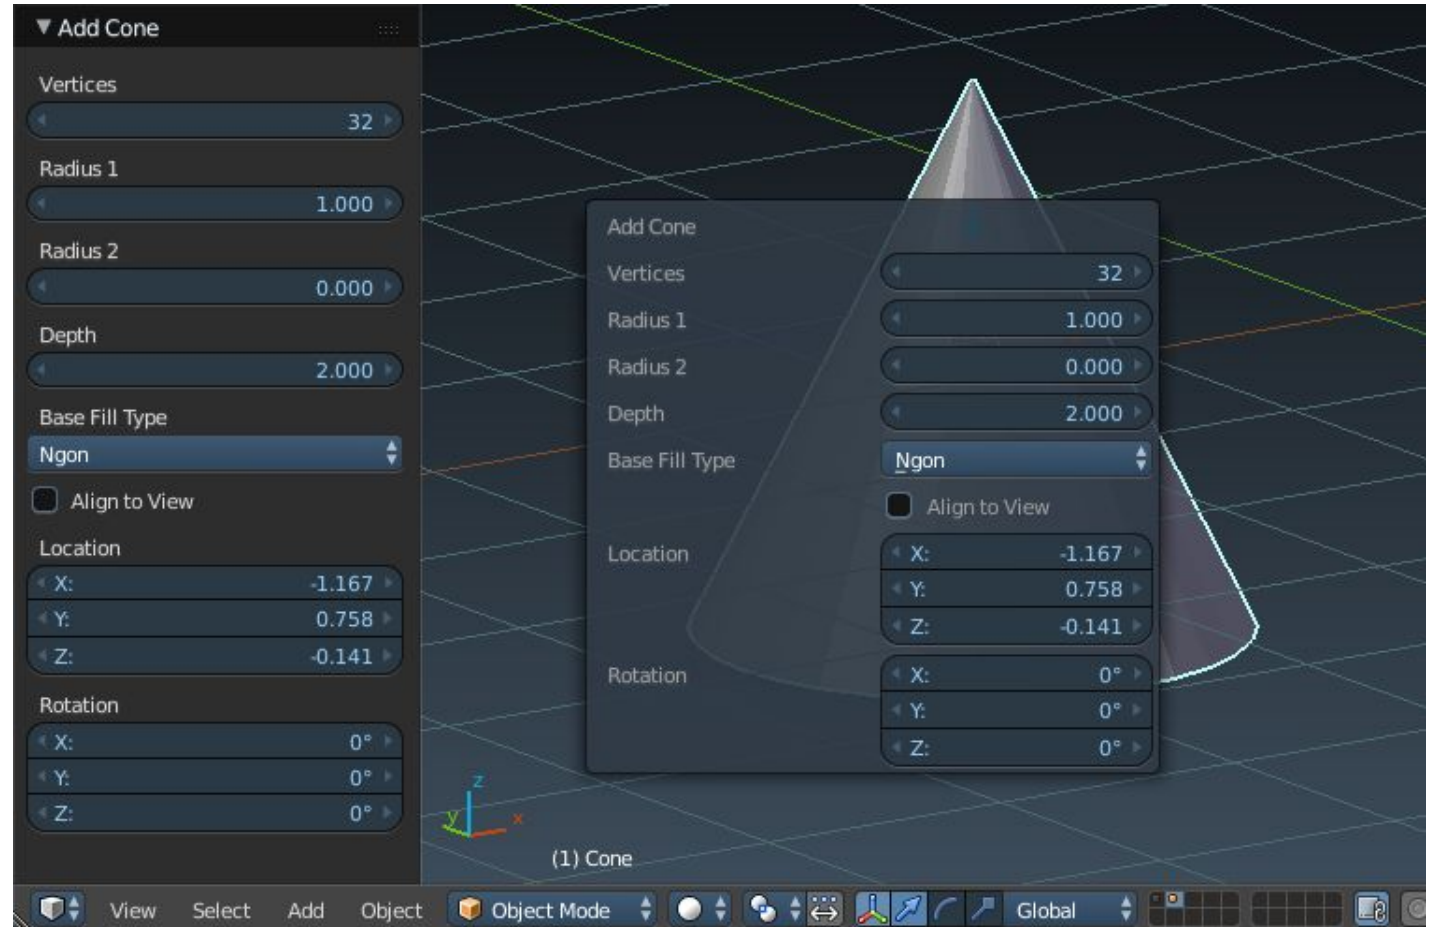 Add Cone
Vertices
32
Radius 1
1.000
Radius 2
0.000
Depth
2.000
Base Fill Type
Ngon
Align to View
Location
X: -1.167
Y: 0.758
Z: -0.141
Rotation
X: 0°
Y: 0°
Z: 0°
Add Cone
Vertices 32
Radius 1 1.000
Radius 2 0.000
Depth 2.000
Base Fill Type Ngon
Align to View
Location X: -1.167
Y: 0.758
Z: -0.141
Rotation X: 0°
Y: 0°
Z: 0°
z
y x
(1) Cone
View Select Add Object Object Mode Global